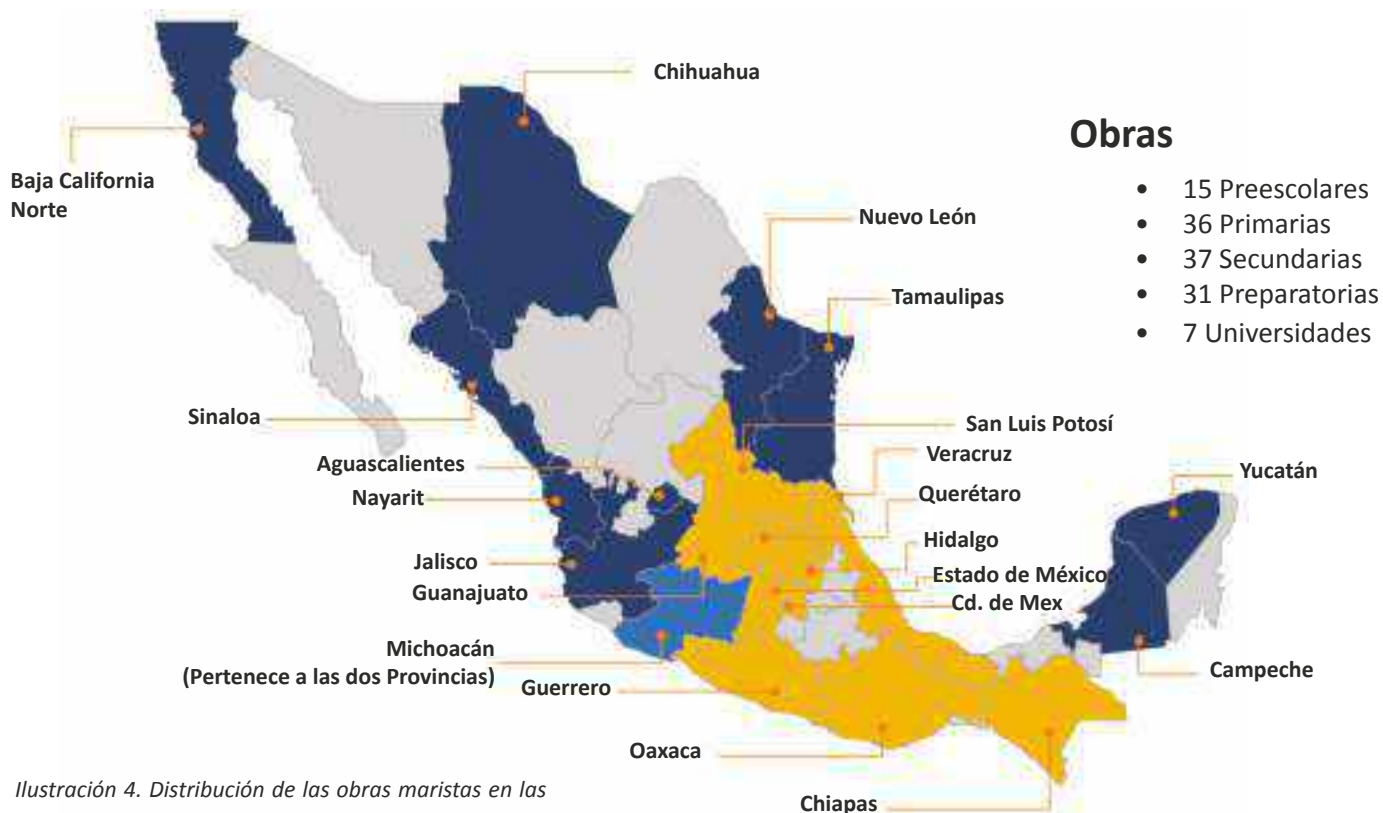 Chihuahua
Obras
• 15 Preescolares
• 36 Primarias
• 37 Secundarias
• 31 Preparatorias
• 7 Universidades
Baja California
Norte
Nuevo León
Tamaulipas
Sinaloa
San Luis Potosí
Veracruz
Aguascalientes
Yucatán
Nayarit
Querétaro
Hidalgo
Jalisco
Estado de México
Guanajuato
Cd. de Mex
Michoacán
(Pertenece a las dos Provincias)
Campeche
Guerrero
Oaxaca
Ilustración 4. Distribución de las obras maristas en las
Chiapas